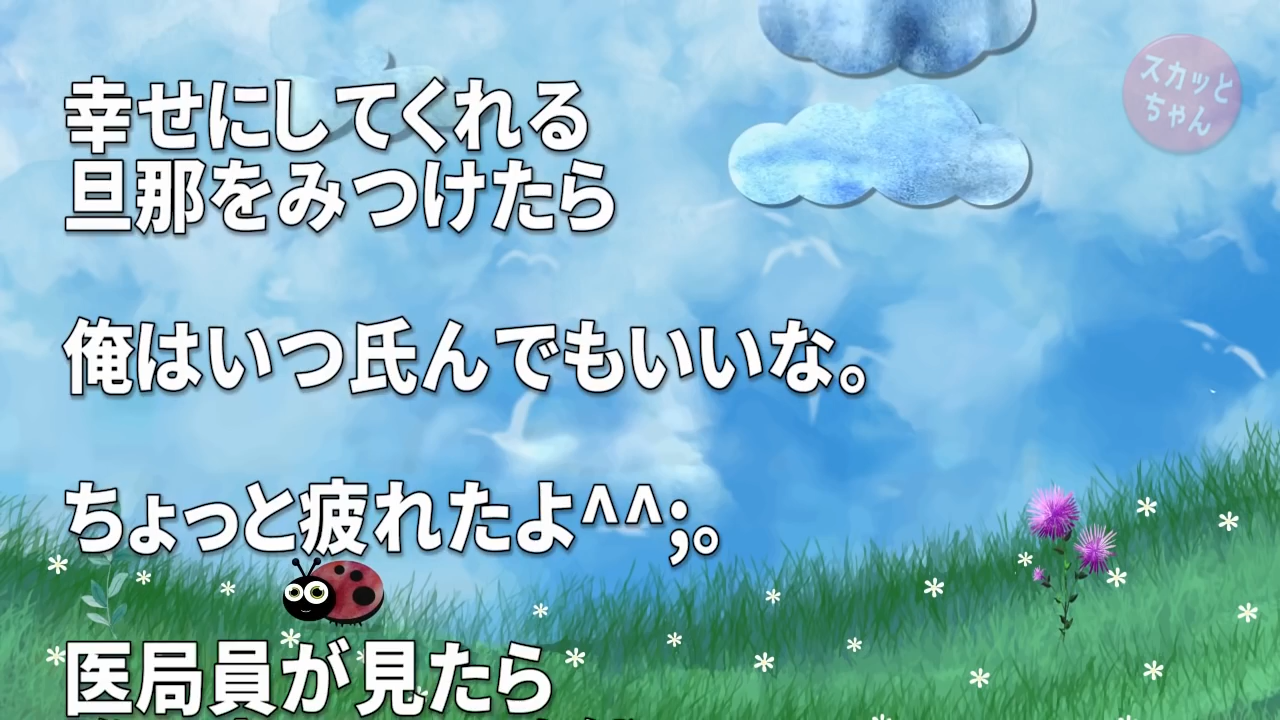 スカッと
ちゃん
幸せにしてくれる
旦那をみつけたら
俺はいつ氏んでもいいな。
ちょっと疲れたよ^^;。
医局員が見たら